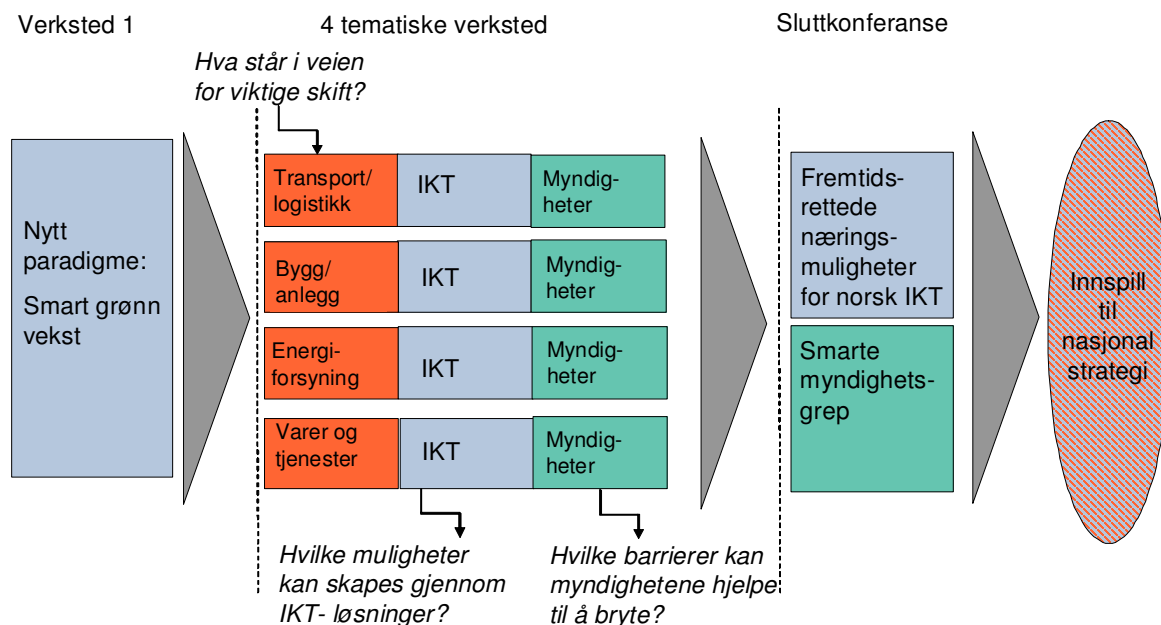 Verksted 1
4 tematiske verksted
Sluttkonferanse
Hva står i veien
for viktige skift?
Nytt
paradigme:
Smart grønn
vekst
Transport/
logistikk
IKT
Myndig-
heter
Bygg/
anlegg
IKT
Myndig-
heter
Energi-
forsyning
IKT
Myndig-
heter
Varer og
tjenester
IKT
Myndig-
heter
Hvilke muligheter
kan skapes gjennom
IKT- løsninger?
Hvilke barrierer kan
myndighetene hjelpe
til å bryte?
Fremtids-
rettede
nærings-
muligheter
for norsk IKT
Smarte
myndighets-
grep
Innspill
til
nasjonal
strategi